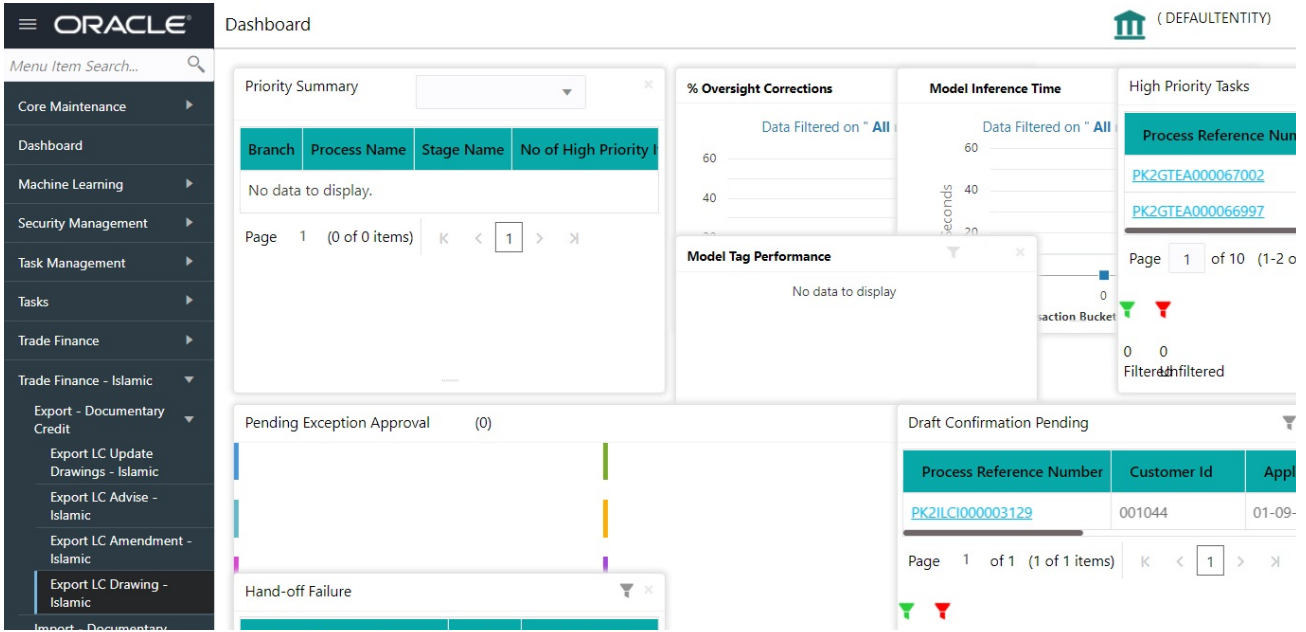 ORACLE
Dashboard
( DEFAULTENTITY)
Menu Item Search...
Core Maintenance
Dashboard
Machine Learning
Security Management
Task Management
Tasks
Trade Finance
Trade Finance - Islamic
Export - Documentary
Credit
Export LC Update
Drawings - Islamic
Export LC Advise -
Islamic
Export LC Amendment -
Islamic
Export LC Drawing -
Islamic
Import - Documentary
Priority Summary
Branch Process Name Stage Name No of High Priority I
No data to display.
Page 1 (0 of 0 items) 1
% Oversight Corrections
Data Filtered on " All
60
40
Model Inference Time
Data Filtered on " All
60
40
20
0
High Priority Tasks
Process Reference Num
PK2GTEA000067002
PK2GTEA000066997
Page 1 of 10 (1-2 o
0 0
Filtered Unfiltered
Model Tag Performance
No data to display
Pending Exception Approval (0)
Draft Confirmation Pending
Process Reference Number Customer Id Appl
PK2ILCI000003129 001044 01-09-
Page 1 of 1 (1 of 1 items) 1
Hand-off Failure